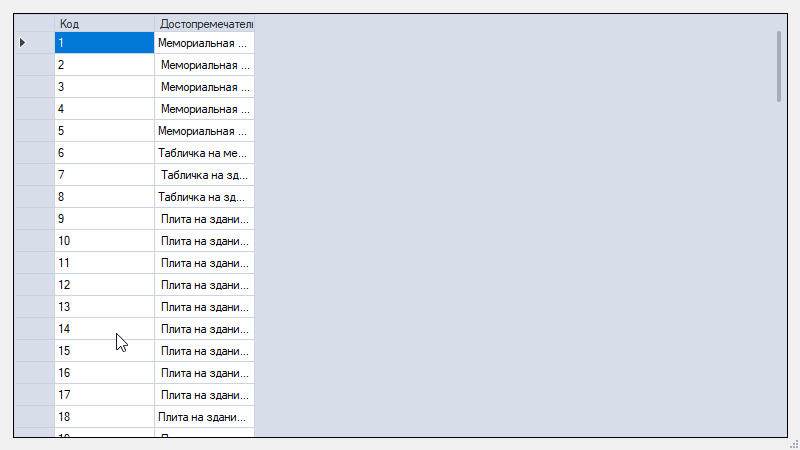 Код Достопремечатель
1 Мемориальная ...
2 Мемориальная ...
3 Мемориальная ...
4 Мемориальная ...
5 Мемориальная ...
6 Табличка на ме...
7 Табличка на зд...
8 Табличка на зд...
9 Плита на здани...
10 Плита на здани...
11 Плита на здани...
12 Плита на здани...
13 Плита на здани...
14 Плита на здани...
15 Плита на здани...
16 Плита на здани...
17 Плита на здани...
18 Плита на здани...